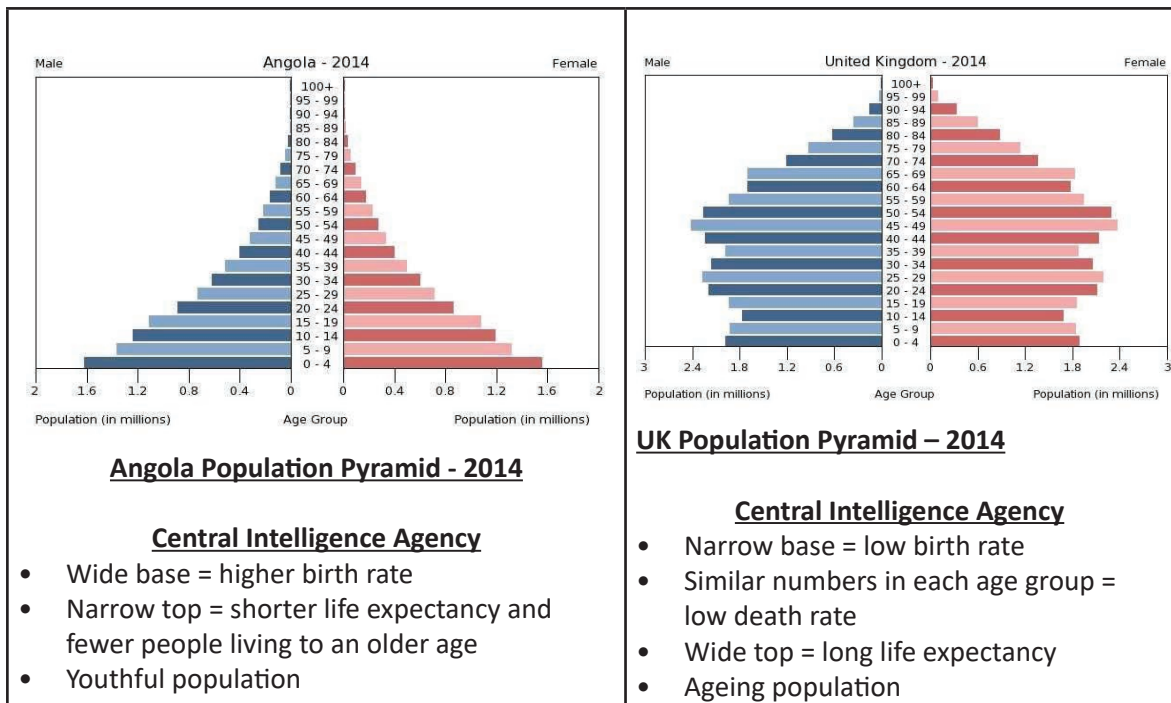 Angola - 2014
Male
Female
100+
95 - 99
90 - 94
85 - 89
80 - 84
75 - 79
70 - 74
65 - 69
60 - 64
55 - 59
50 - 54
45 - 49
40 - 44
35 - 39
30 - 34
25 - 29
20 - 24
15 - 19
10 - 14
5 - 9
0 - 4
2 1.6 1.2 0.8 0.4 0 0 0.4 0.8 1.2 1.6 2
Population (in millions) Age Group Population (in millions)
Angola Population Pyramid - 2014
Central Intelligence Agency
• Wide base = higher birth rate
• Narrow top = shorter life expectancy and
fewer people living to an older age
• Youthful population
United Kingdom - 2014
Male
Female
100+
95 - 99
90 - 94
85 - 89
80 - 84
75 - 79
70 - 74
65 - 69
60 - 64
55 - 59
50 - 54
45 - 49
40 - 44
35 - 39
30 - 34
25 - 29
20 - 24
15 - 19
10 - 14
5 - 9
0 - 4
3 2.4 1.8 1.2 0.6 0 0 0.6 1.2 1.8 2.4 3
Population (in millions) Age Group Population (in millions)
UK Population Pyramid – 2014
Central Intelligence Agency
• Narrow base = low birth rate
• Similar numbers in each age group =
low death rate
• Wide top = long life expectancy
• Ageing population